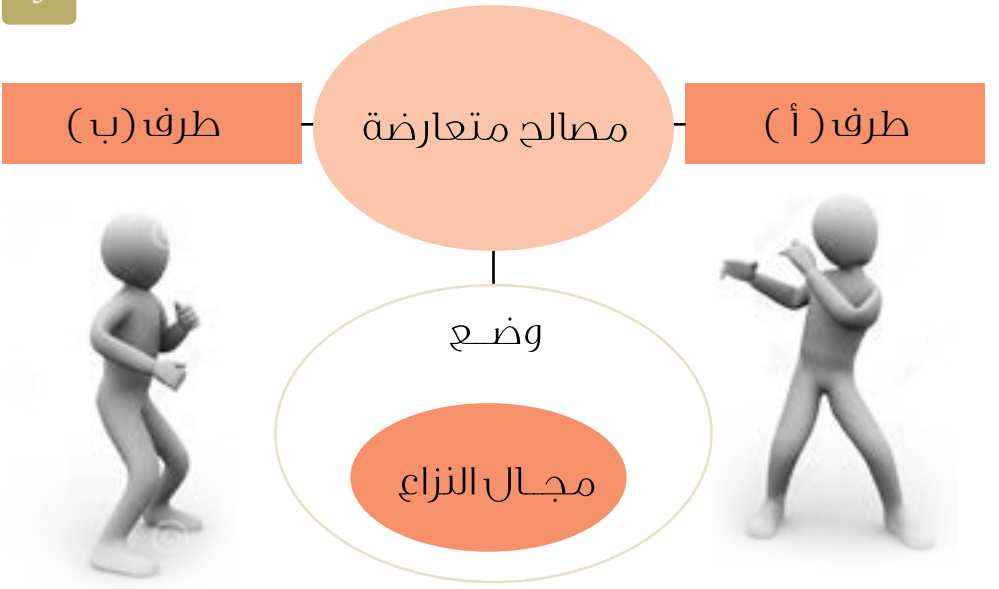 طرف ( أ )
مصالح متعارضة
طرف (ب )
وضع
مجال النزاع